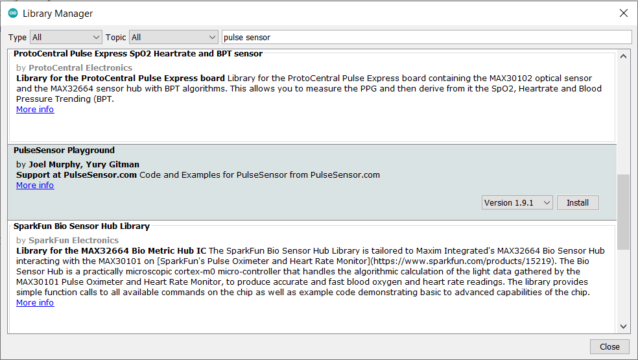 Library Manager
Type All Topic All pulse sensor
ProtoCentral Pulse Express SpO2 Heartrate and BPT sensor
by ProtoCentral Electronics
Library for the ProtoCentral Pulse Express board Library for the ProtoCentral Pulse Express board containing the MAX30102 optical sensor
and the MAX32664 sensor hub with BPT algorithms. This allows you to measure the PPG and then derive from it the SpO2, Heartrate and Blood
Pressure Trending (BPT.
More info
PulseSensor Playground
by Joel Murphy, Yury Gitman
Support at PulseSensor.com Code and Examples for PulseSensor from PulseSensor.com
More info
Version 1.9.1 Install
SparkFun Bio Sensor Hub Library
by SparkFun Electronics
Library for the MAX32664 Bio Metric Hub IC The SparkFun Bio Sensor Hub Library is tailored to Maxim Integrated's MAX32664 Bio Sensor Hub
interacting with the MAX30101 on [SparkFun's Pulse Oximeter and Heart Rate Monitor](https://www.sparkfun.com/products/15219). The Bio
Sensor Hub is a practically microscopic cortex-m0 micro-controller that handles the algorithmic calculation of the light data gathered by the
MAX30101 Pulse Oximeter and Heart Rate Monitor, to produce accurate and fast blood oxygen and heart rate readings. The library provides
simple function calls to all available commands on the chip as well as example code demonstrating basic to advanced capabilities of the chip.
More info
Close